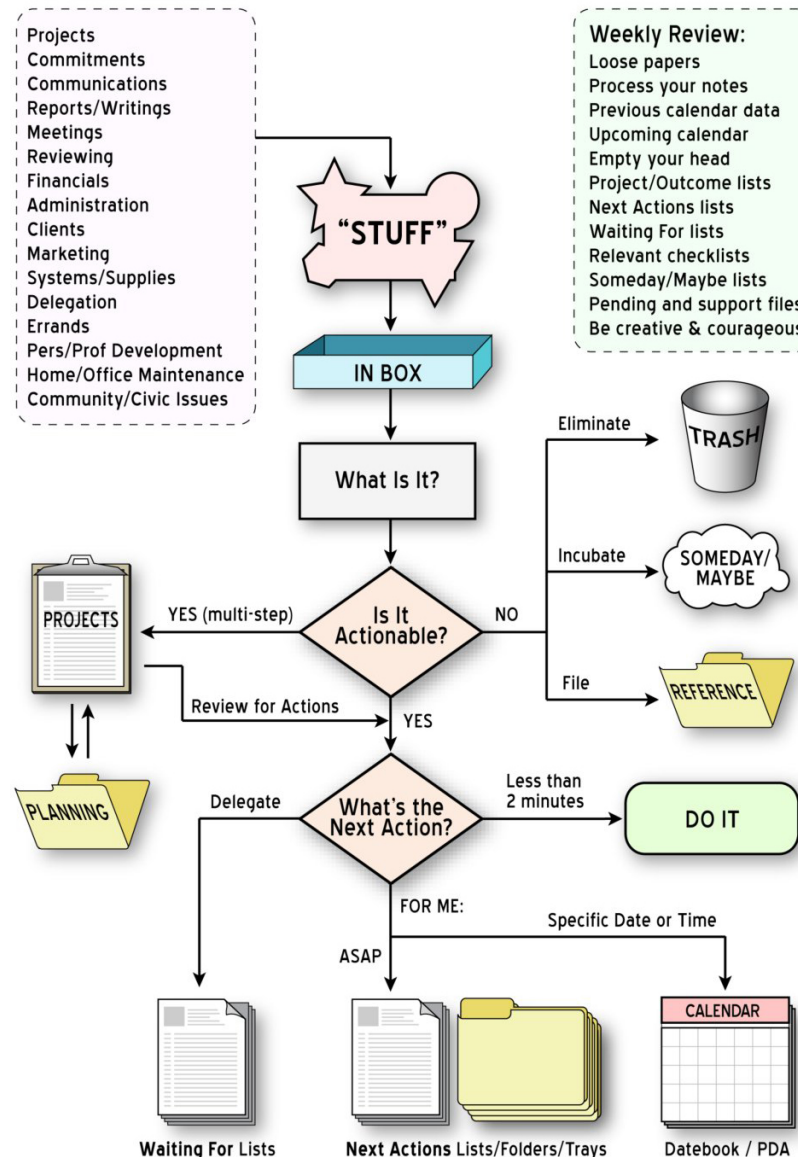 Projects
Commitments
Communications
Reports/Writings
Meetings
Reviewing
Financials
Administration
Clients
Marketing
Systems/Supplies
Delegation
Errands
Pers/Prof Development
Home/Office Maintenance
Community/Civic Issues
Weekly Review:
Loose papers
Process your notes
Previous calendar data
Upcoming calendar
Empty your head
Project/Outcome lists
Next Actions lists
Waiting For lists
Relevant checklists
Someday/Maybe lists
Pending and support files
Be creative & courageous
"STUFF"
IN BOX
What Is It?
Eliminate
TRASH
Incubate
SOMEDAY/
MAYBE
File
REFERENCE
Is It
Actionable?
NO
YES (multi-step)
PROJECTS
Review for Actions
YES
PLANNING
Delegate
What's the
Next Action?
Less than
2 minutes
DO IT
FOR ME:
ASAP
Specific Date or Time
CALENDAR
Waiting For Lists
Next Actions Lists/Folders/Trays
Datebook / PDA